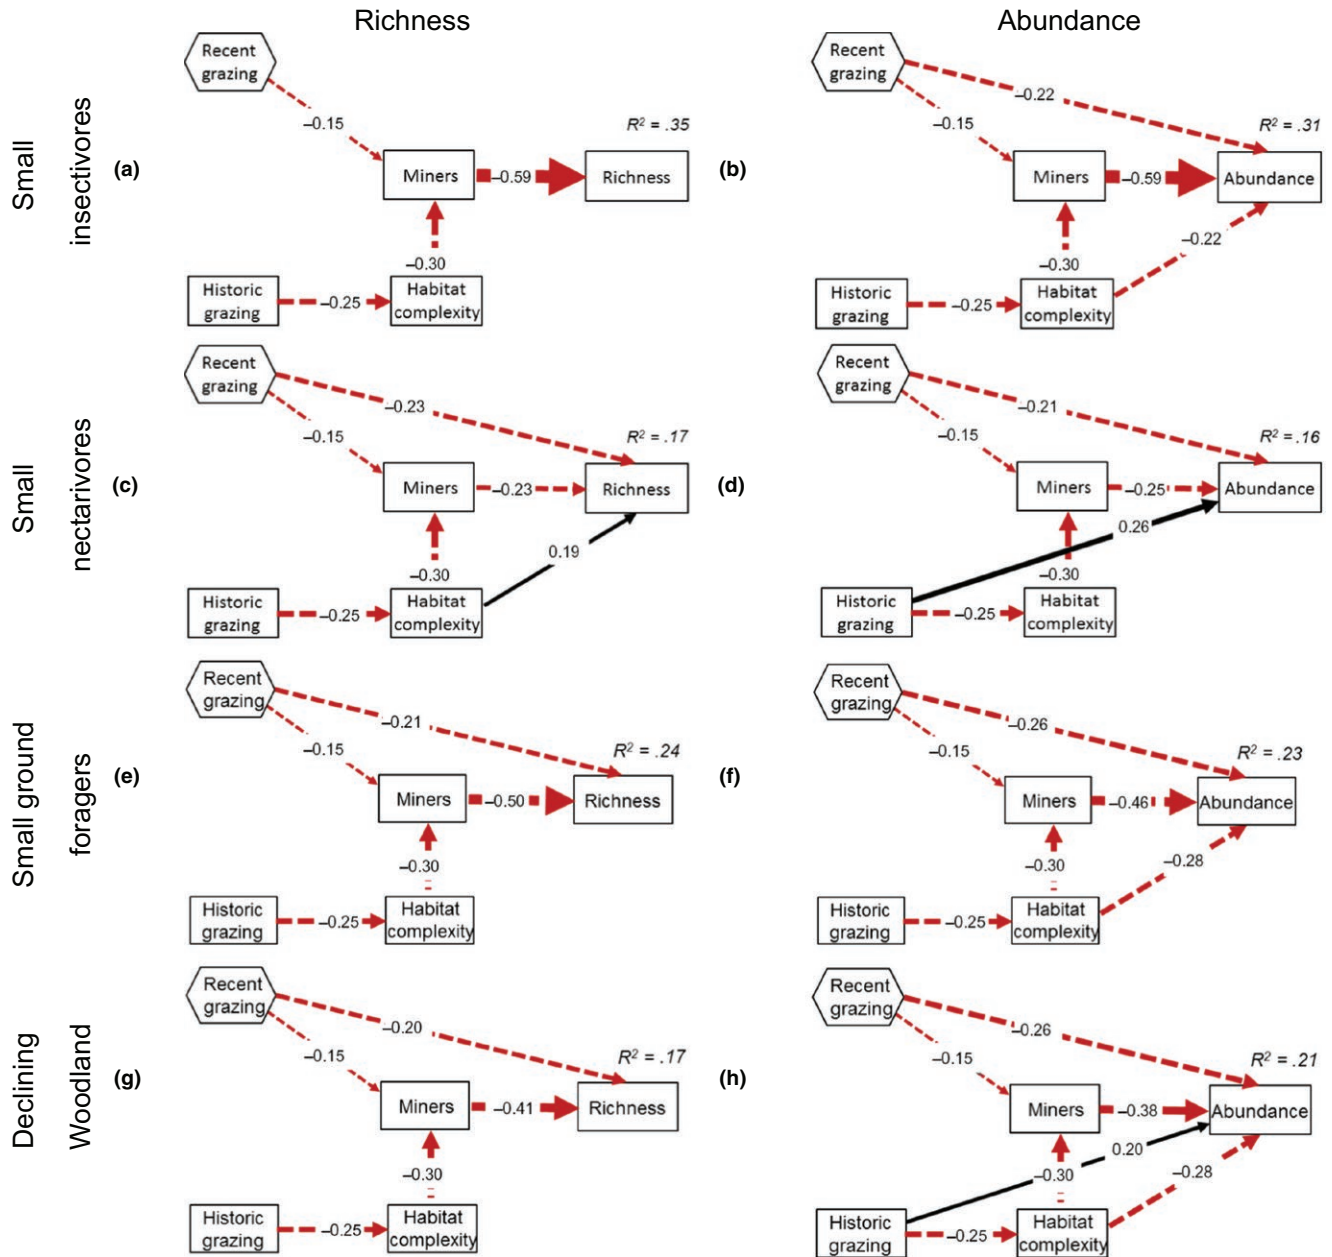 Richness
Abundance
Small
insectivores
(a)
Recent
grazing
–0.15
R² = .35
Miners
–0.59
Richness
–0.30
Historic
grazing
–0.25
Habitat
complexity
(b)
Recent
grazing
–0.22
–0.15
R² = .31
Miners
–0.59
Abundance
–0.22
–0.30
Historic
grazing
–0.25
Habitat
complexity
Small
nectarivores
(c)
Recent
grazing
–0.23
–0.15
R² = .17
Miners
–0.23
Richness
0.19
–0.30
Historic
grazing
–0.25
Habitat
complexity
(d)
Recent
grazing
–0.21
–0.15
R² = .16
Miners
–0.25
Abundance
0.26
–0.30
Historic
grazing
–0.25
Habitat
complexity
Small ground
foragers
(e)
Recent
grazing
–0.21
–0.15
R² = .24
Miners
–0.50
Richness
–0.30
Historic
grazing
–0.25
Habitat
complexity
(f)
Recent
grazing
–0.26
–0.15
R² = .23
Miners
–0.46
Abundance
–0.28
–0.30
Historic
grazing
–0.25
Habitat
complexity
Declining
Woodland
(g)
Recent
grazing
–0.20
–0.15
R² = .17
Miners
–0.41
Richness
–0.30
Historic
grazing
–0.25
Habitat
complexity
(h)
Recent
grazing
–0.26
–0.15
R² = .21
Miners
–0.38
Abundance
0.20
–0.30
–0.28
Historic
grazing
–0.25
Habitat
complexity